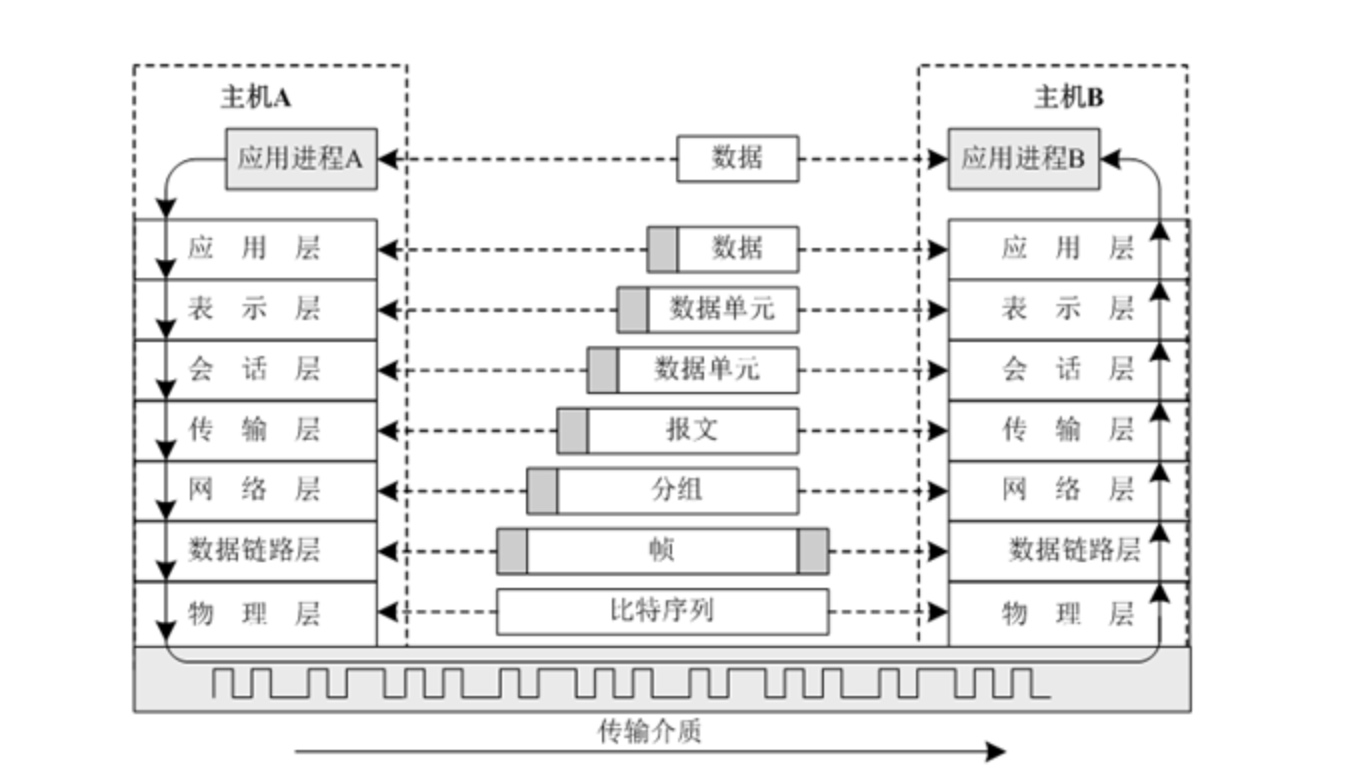 主机A
主机B
应用进程A
数据
应用进程B
应 用 层
数据
应 用 层
表 示 层
数据单元
表 示 层
会 话 层
数据单元
会 话 层
传 输 层
报文
传 输 层
网 络 层
分组
网 络 层
数据链路层
帧
数据链路层
物 理 层
比特序列
物 理 层
传输介质